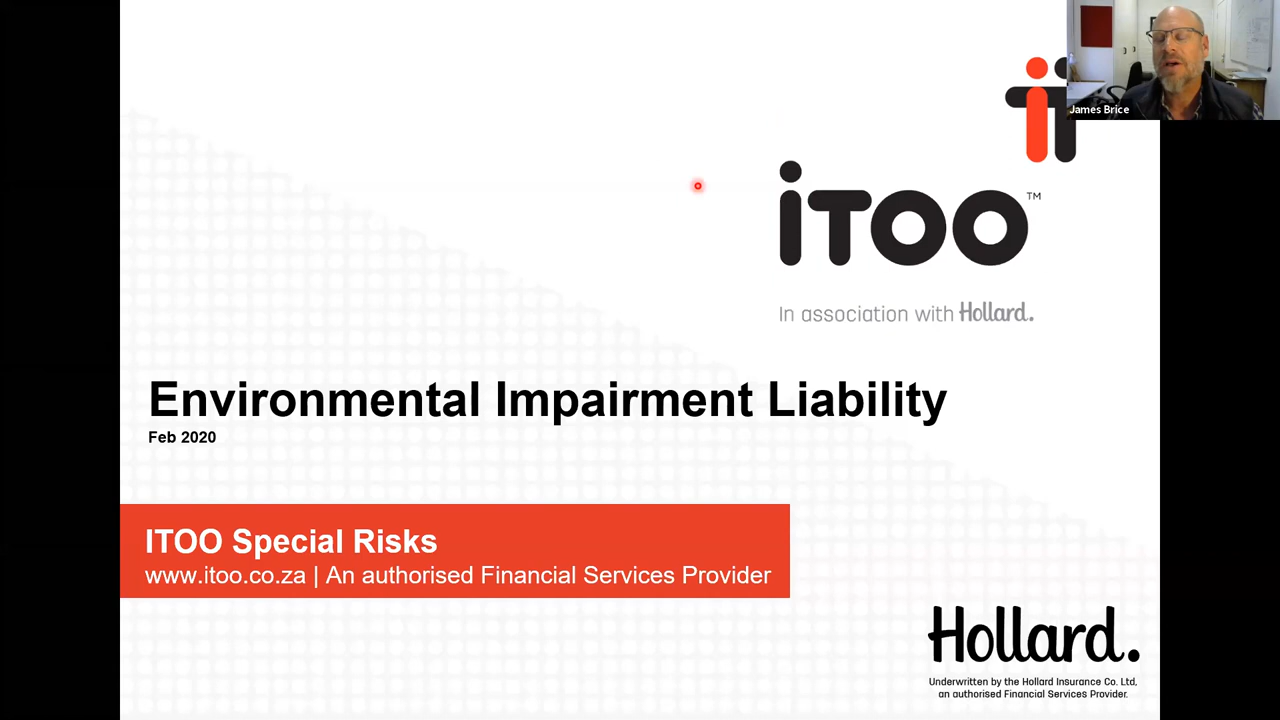 James Brice
iTOO™
In association with Hollard.
Environmental Impairment Liability
Feb 2020
ITOO Special Risks
www.itoo.co.za | An authorised Financial Services Provider
Hollard.
Underwritten by the Hollard Insurance Co. Ltd,
an authorised Financial Services Provider.